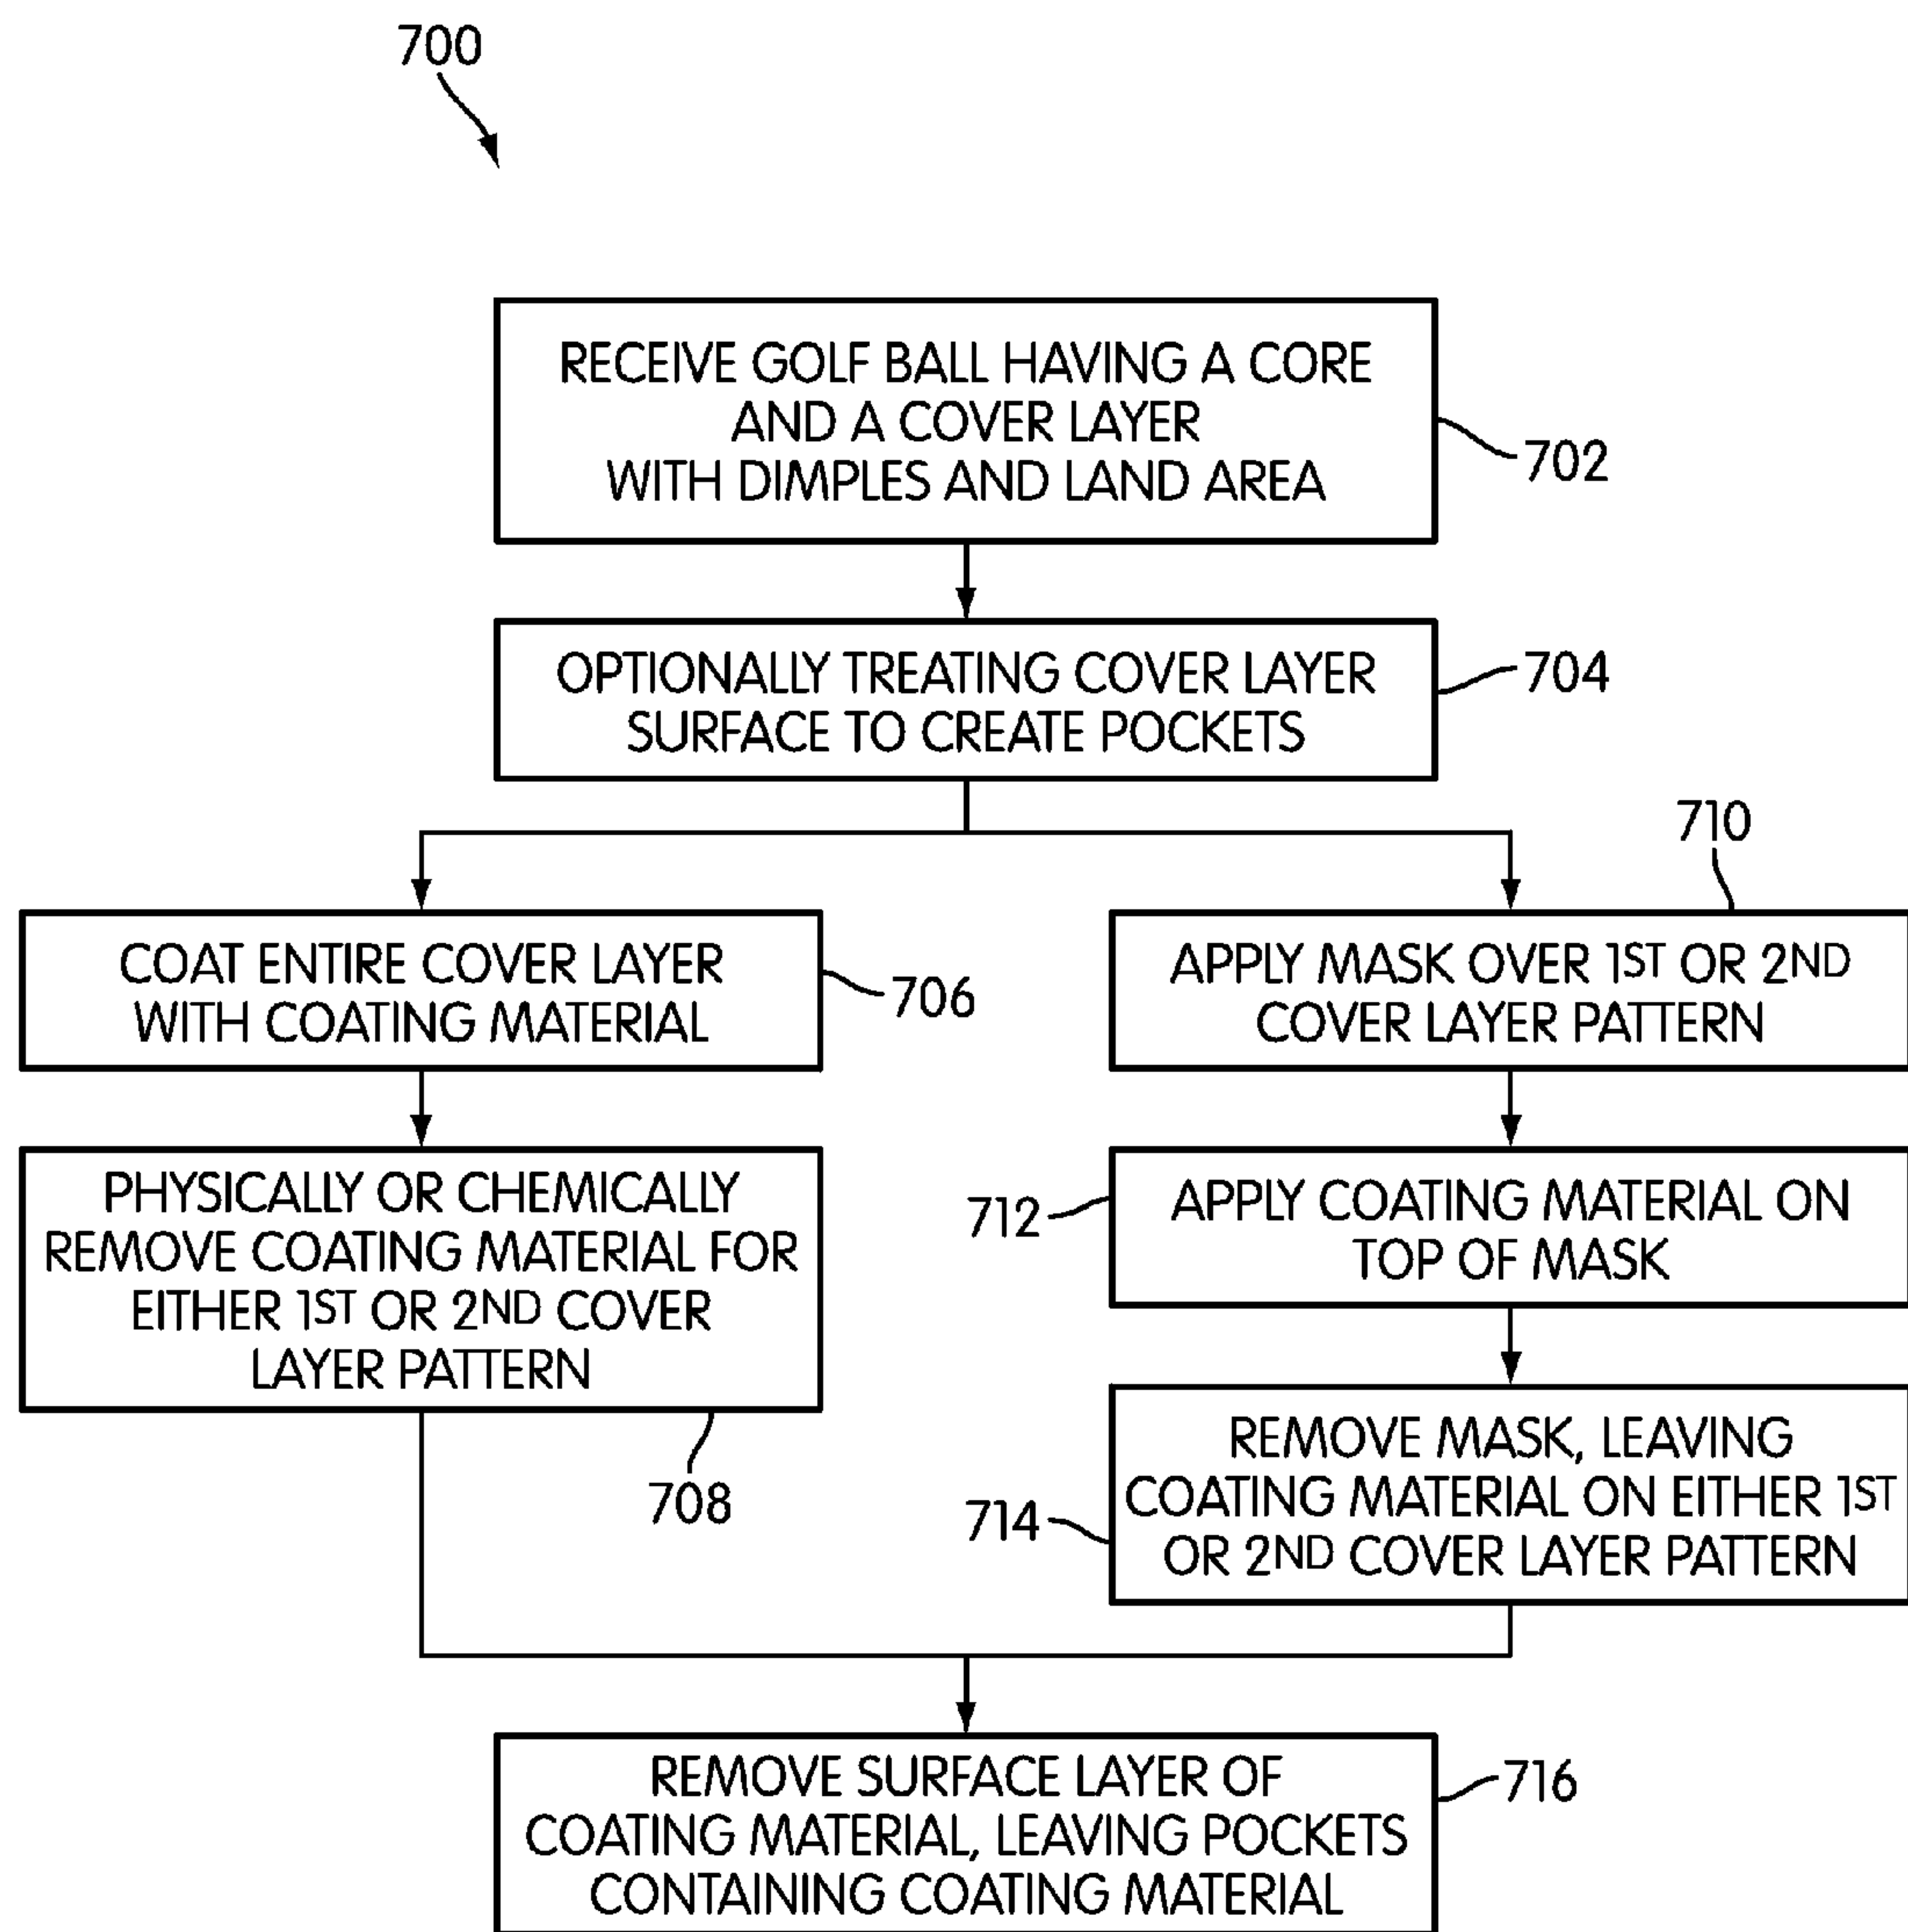 700
RECEIVE GOLF BALL HAVING A CORE
AND A COVER LAYER
WITH DIMPLES AND LAND AREA
702
OPTIONALLY TREATING COVER LAYER
SURFACE TO CREATE POCKETS
704
COAT ENTIRE COVER LAYER
WITH COATING MATERIAL
706
PHYSICALLY OR CHEMICALLY
REMOVE COATING MATERIAL FOR
EITHER 1ST OR 2ND COVER
LAYER PATTERN
708
710
APPLY MASK OVER 1ST OR 2ND
COVER LAYER PATTERN
712
APPLY COATING MATERIAL ON
TOP OF MASK
714
REMOVE MASK, LEAVING
COATING MATERIAL ON EITHER 1ST
OR 2ND COVER LAYER PATTERN
REMOVE SURFACE LAYER OF
COATING MATERIAL, LEAVING POCKETS
CONTAINING COATING MATERIAL
716